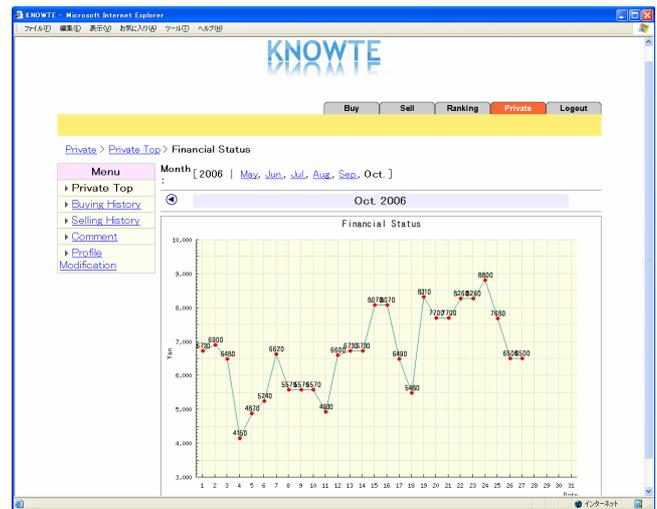 KNOWTE - Microsoft Internet Explorer
ファイル(F) 編集(E) 表示(V) お気に入り(A) ツール(T) ヘルプ(H)
KNOWTE
Buy Sell Ranking Private Logout
Private > Private Top > Financial Status
Menu
Private Top
Buying History
Selling History
Comment
Profile
Modification
Month
: [ 2006 | May, Jun., Jul., Aug., Sep., Oct. ]
Oct. 2006
Financial Status
10,000
9,000
8,000
7,000
6,000
5,000
4,000
3,000
Yen
6730 6900 6480 4150 4870 5240 6620 5570 5570 5570 4930 6600 6730 6730 8070 8070 6490 5480 8310 7700 7700 8260 8260 8800 7680 6500 6500
1 2 3 4 5 6 7 8 9 10 11 12 13 14 15 16 17 18 19 20 21 22 23 24 25 26 27 28 29 30 31
Date
インターネット